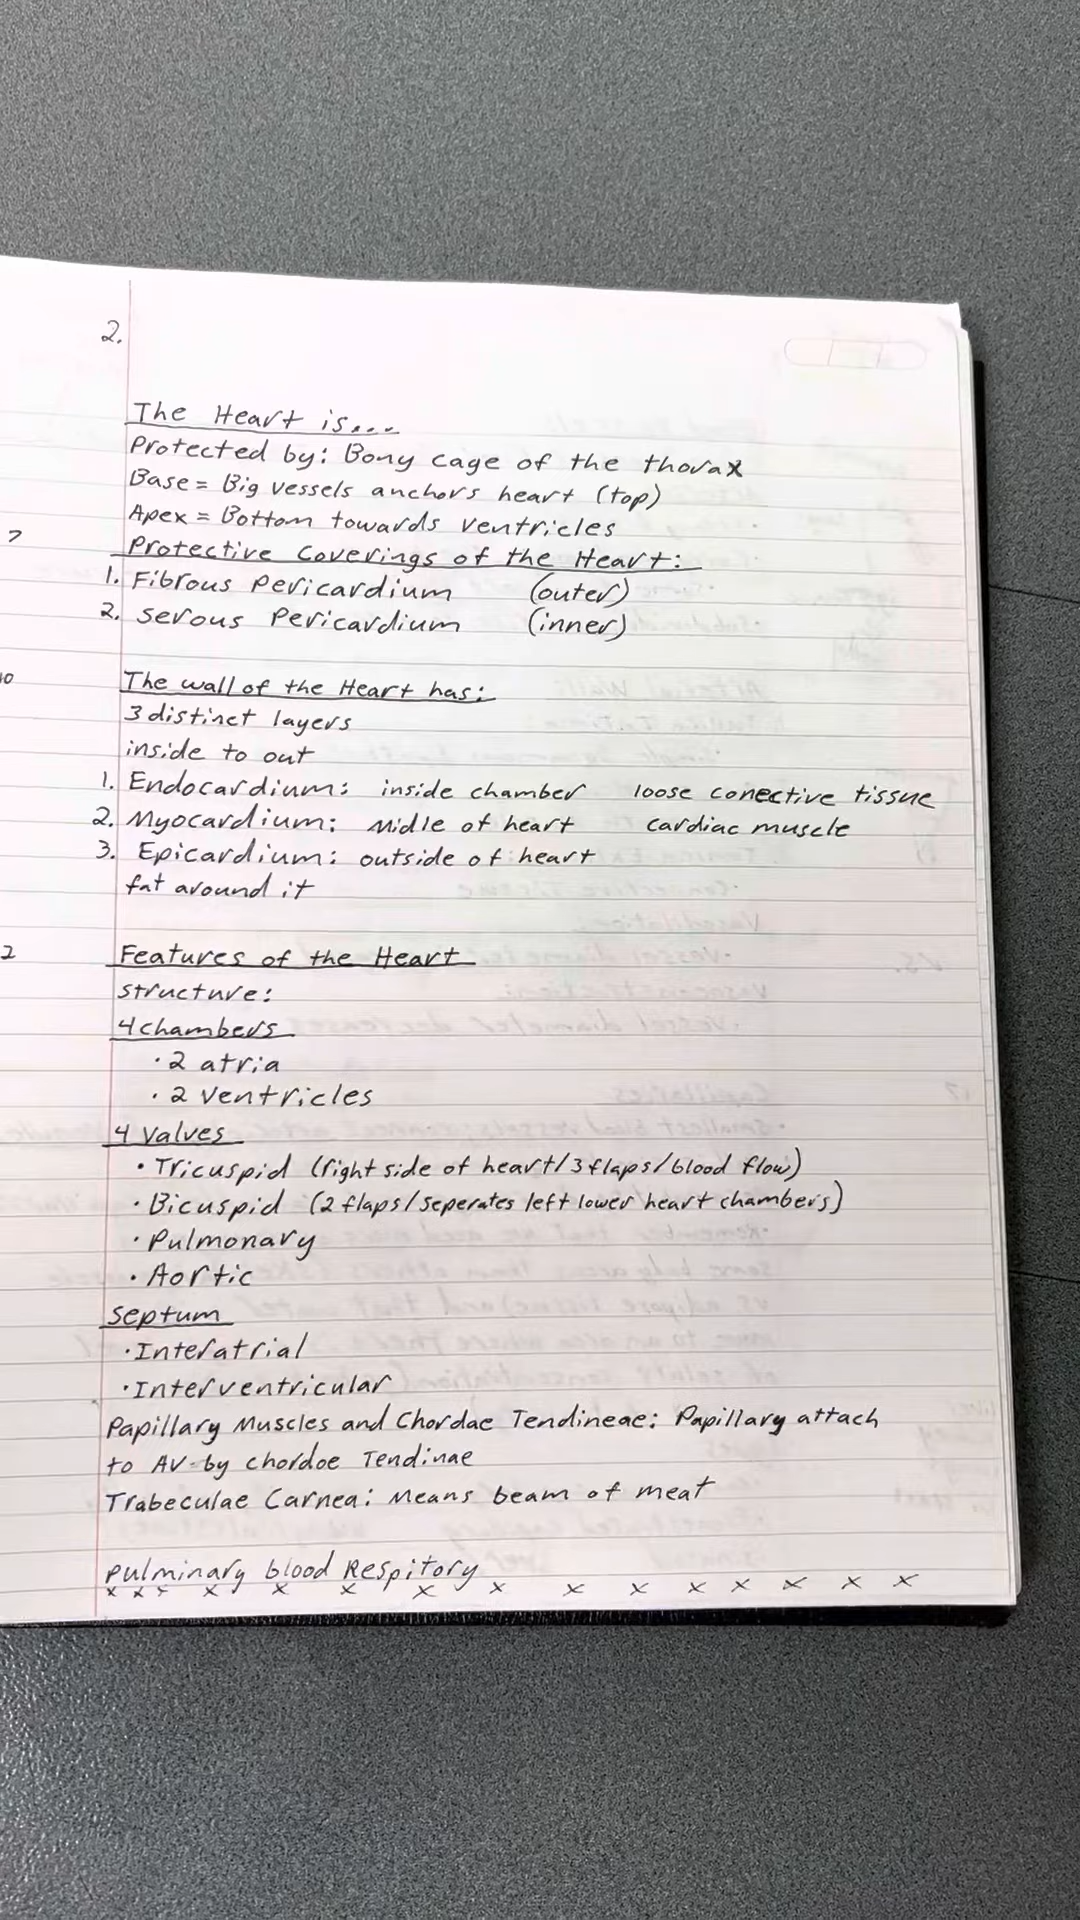 2.
The Heart is...
Protected by: Bony cage of the thorax
Base = Big vessels anchors heart (top)
Apex = Bottom towards ventricles
7
Protective Coverings of the Heart:
1. Fibrous Pericardium (outer)
2. Serous Pericardium (inner)
10
The wall of the Heart has:
3 distinct layers
inside to out
1. Endocardium: inside chamber loose conective tissue
2. Myocardium: Midle of heart cardiac muscle
3. Epicardium: outside of heart
fat around it
2
Features of the Heart
Structure:
4 chambers
• 2 atria
• 2 ventricles
4 Valves
• Tricuspid (right side of heart/3 flaps/blood flow)
• Bicuspid (2 flaps/seperates left lower heart chambers)
• Pulmonary
• Aortic
Septum
• Interatrial
• Interventricular
Papillary Muscles and Chordae Tendineae: Papillary attach
to AV by chordoe Tendinae
Trabeculae Carnea: Means beam of meat
Pulminary blood Respitory
x x x x x x x x x x x x x x x